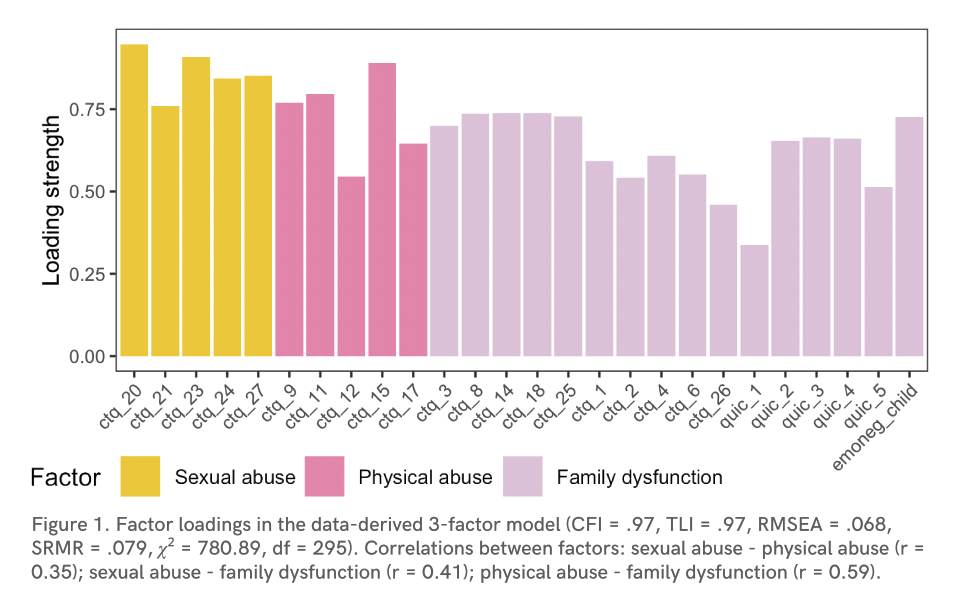 Loading strength
0.75
0.50
0.25
0.00
ctq_20
ctq_21
ctq_23
ctq_24
ctq_27
ctq_9
ctq_11
ctq_12
ctq_15
ctq_17
ctq_3
ctq_8
ctq_14
ctq_18
ctq_25
ctq_1
ctq_2
ctq_4
ctq_6
ctq_26
quic_1
quic_2
quic_3
quic_4
quic_5
emoneg_child
Factor Sexual abuse Physical abuse Family dysfunction
Figure 1. Factor loadings in the data-derived 3-factor model (CFI = .97, TLI = .97, RMSEA = .068,
SRMR = .079, χ² = 780.89, df = 295). Correlations between factors: sexual abuse - physical abuse (r =
0.35); sexual abuse - family dysfunction (r = 0.41); physical abuse - family dysfunction (r = 0.59).